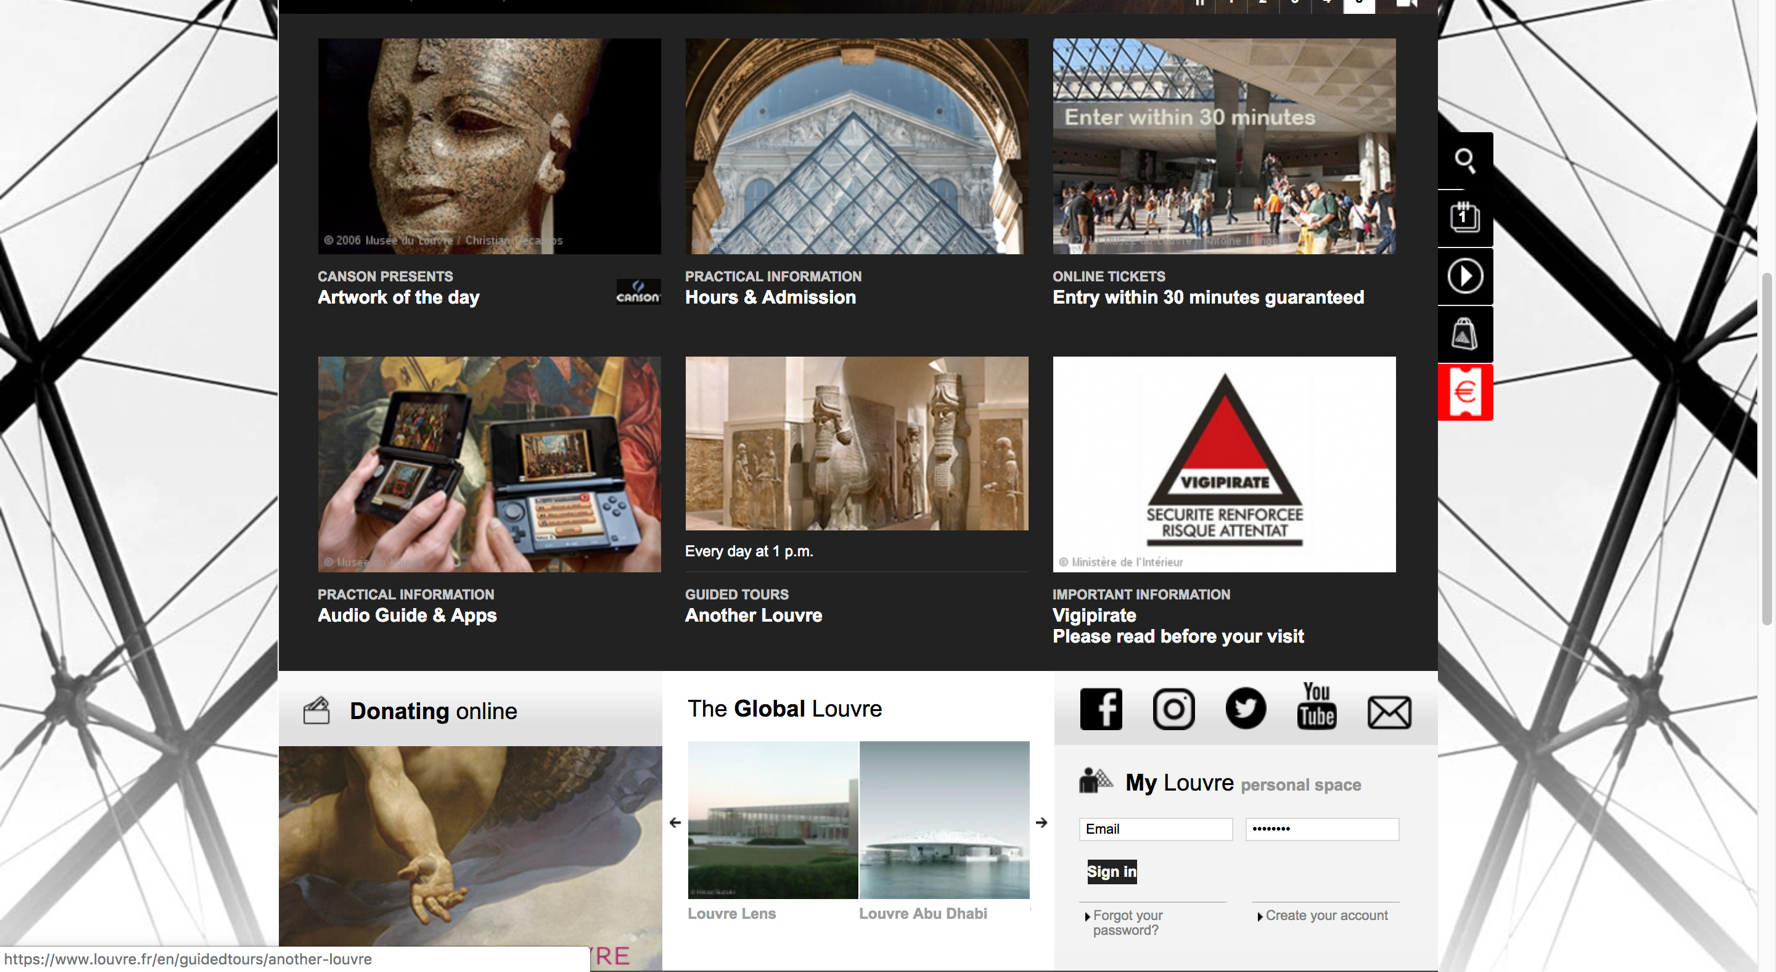 © 2006 Musée du Louvre / Christian Décamps
CANSON PRESENTS
Artwork of the day
CANSON
PRACTICAL INFORMATION
Hours & Admission
Enter within 30 minutes
ONLINE TICKETS
Entry within 30 minutes guaranteed
1
€
© Musée du Louvre
PRACTICAL INFORMATION
Audio Guide & Apps
Every day at 1 p.m.
GUIDED TOURS
Another Louvre
VIGIPIRATE
SECURITE RENFORCEE
RISQUE ATTENTAT
© Ministère de l'Intérieur
IMPORTANT INFORMATION
Vigipirate
Please read before your visit
Donating online
The Global Louvre
Louvre Lens
Louvre Abu Dhabi
You
Tube
My Louvre personal space
Email
••••••••
Sign in
Forgot your
password?
Create your account
https://www.louvre.fr/en/guidedtours/another-louvre